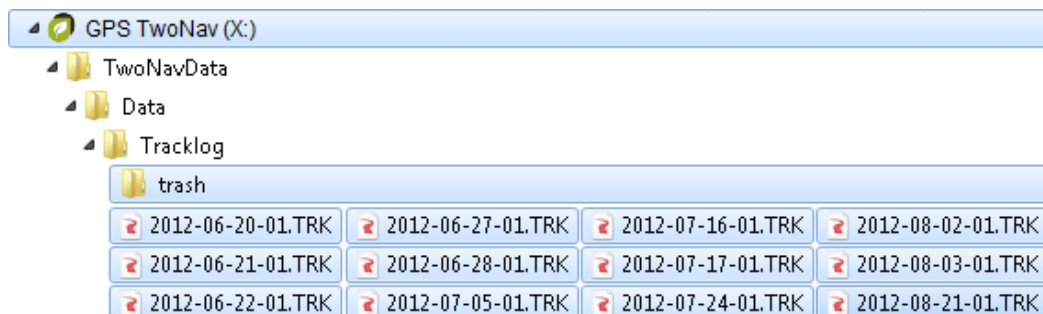 GPS TwoNav (X:)
TwoNavData
Data
Tracklog
trash
2012-06-20-01.TRK 2012-06-27-01.TRK 2012-07-16-01.TRK 2012-08-02-01.TRK
2012-06-21-01.TRK 2012-06-28-01.TRK 2012-07-17-01.TRK 2012-08-03-01.TRK
2012-06-22-01.TRK 2012-07-05-01.TRK 2012-07-24-01.TRK 2012-08-21-01.TRK